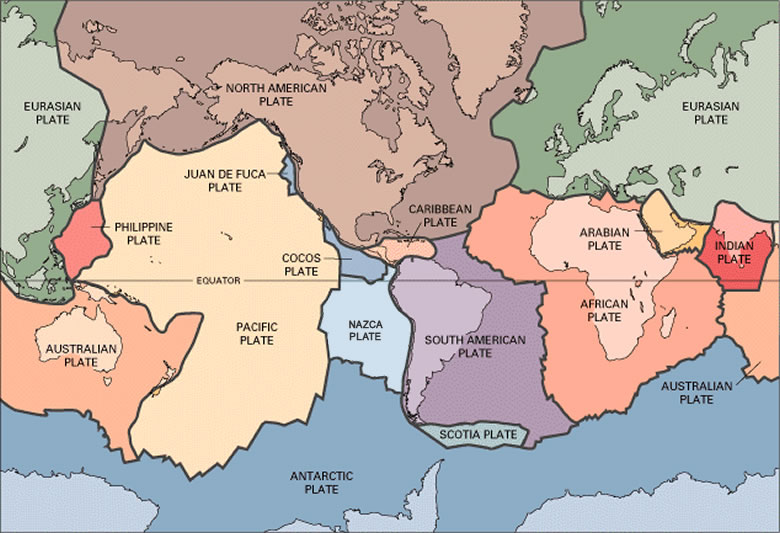 NORTH AMERICAN
PLATE
EURASIAN
PLATE
EURASIAN
PLATE
JUAN DE FUCA
PLATE
CARIBBEAN
PLATE
PHILIPPINE
PLATE
ARABIAN
PLATE
INDIAN
PLATE
COCOS
PLATE
EQUATOR
AFRICAN
PLATE
NAZCA
PLATE
PACIFIC
PLATE
SOUTH AMERICAN
PLATE
AUSTRALIAN
PLATE
AUSTRALIAN
PLATE
SCOTIA PLATE
ANTARCTIC
PLATE